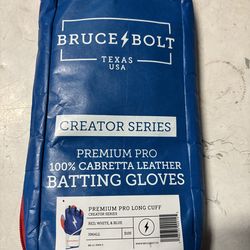 BRUCE BOLT
TEXAS
USA
CREATOR SERIES
PREMIUM PRO
100% CABRETTA LEATHER
BATTING GLOVES
PREMIUM PRO LONG CUFF
CREATOR SERIES
RED, WHITE, & BLUE
SMALL